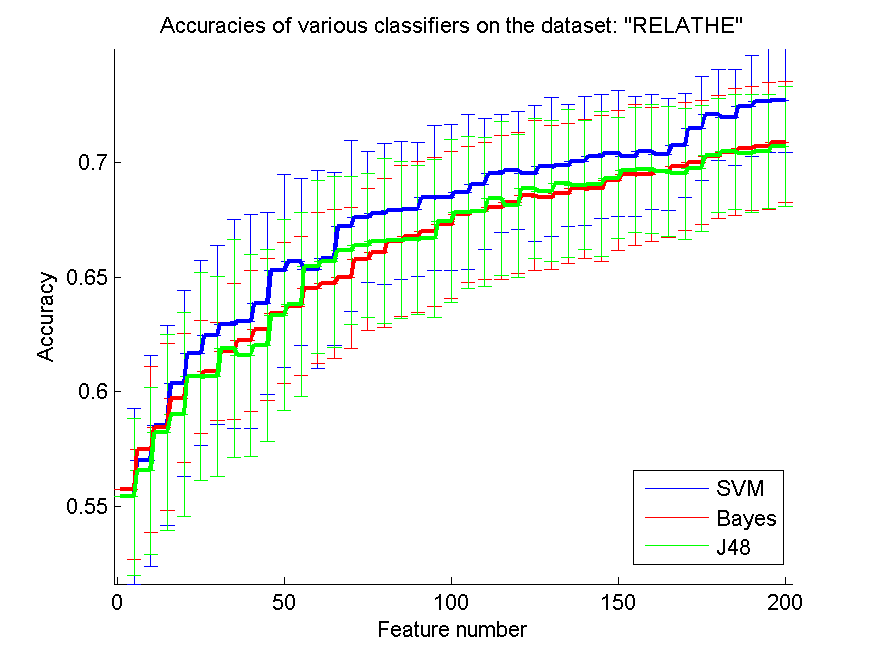 Accuracies of various classifiers on the dataset: "RELATHE"
0.7
0.65
0.6
0.55
Accuracy
SVM
Bayes
J48
0 50 100 150 200
Feature number